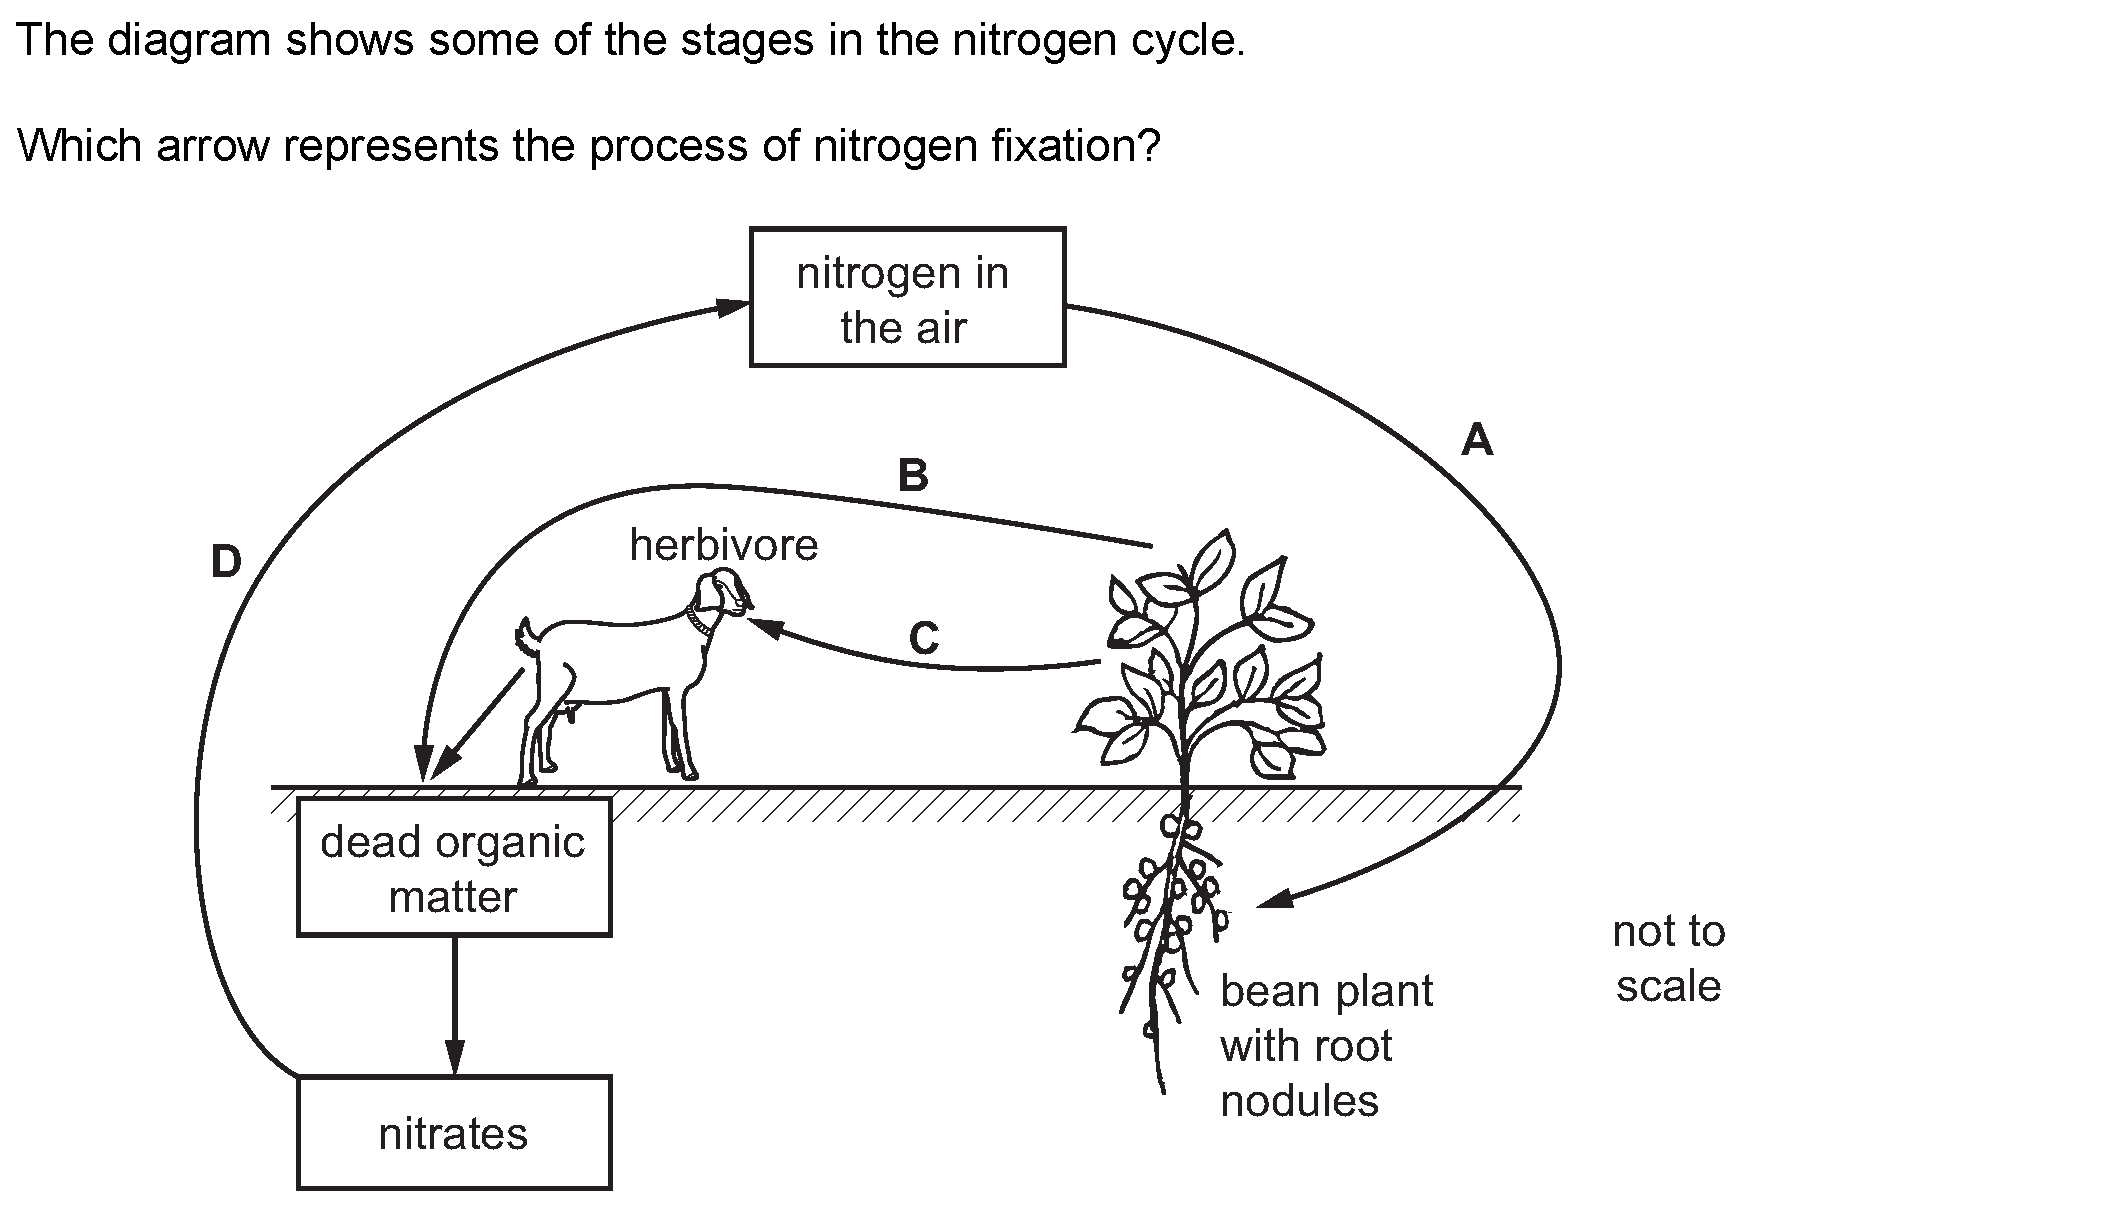 The diagram shows some of the stages in the nitrogen cycle.
Which arrow represents the process of nitrogen fixation?
nitrogen in
the air
A
B
herbivore
D
C
dead organic
matter
not to
scale
bean plant
with root
nodules
nitrates